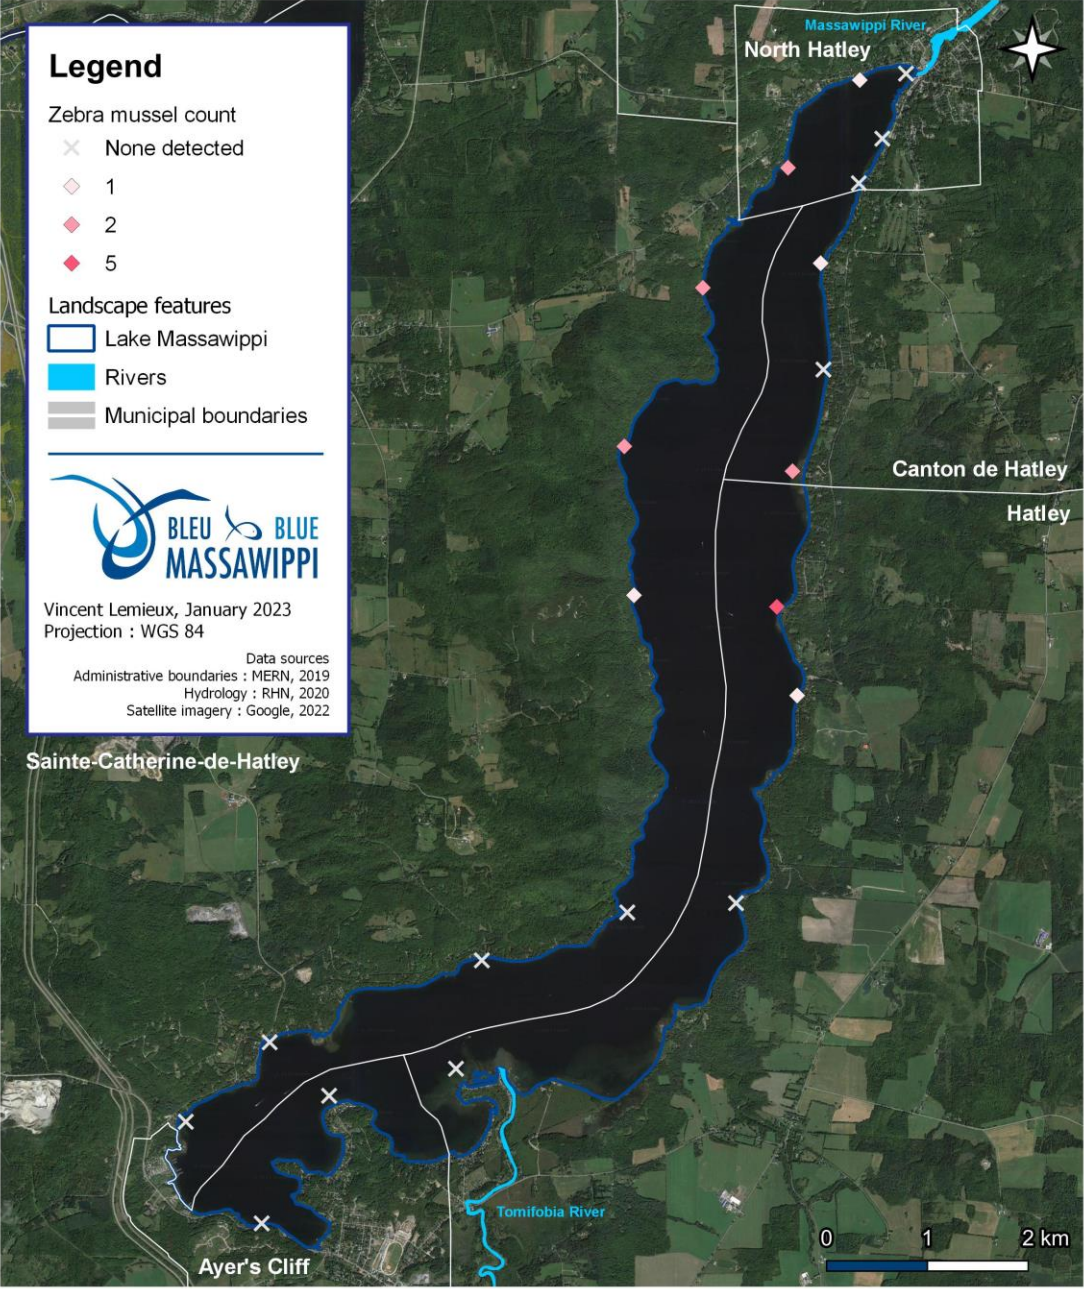 Legend
Zebra mussel count
None detected
1
2
5
Landscape features
Lake Massawippi
Rivers
Municipal boundaries
BLEU BLUE
MASSAWIPPI
Vincent Lemieux, January 2023
Projection : WGS 84
Data sources
Administrative boundaries : MERN, 2019
Hydrology : RHN, 2020
Satellite imagery : Google, 2022
Massawippi River
North Hatley
Canton de Hatley
Hatley
Sainte-Catherine-de-Hatley
Tomifobia River
Ayer's Cliff
0 1 2 km